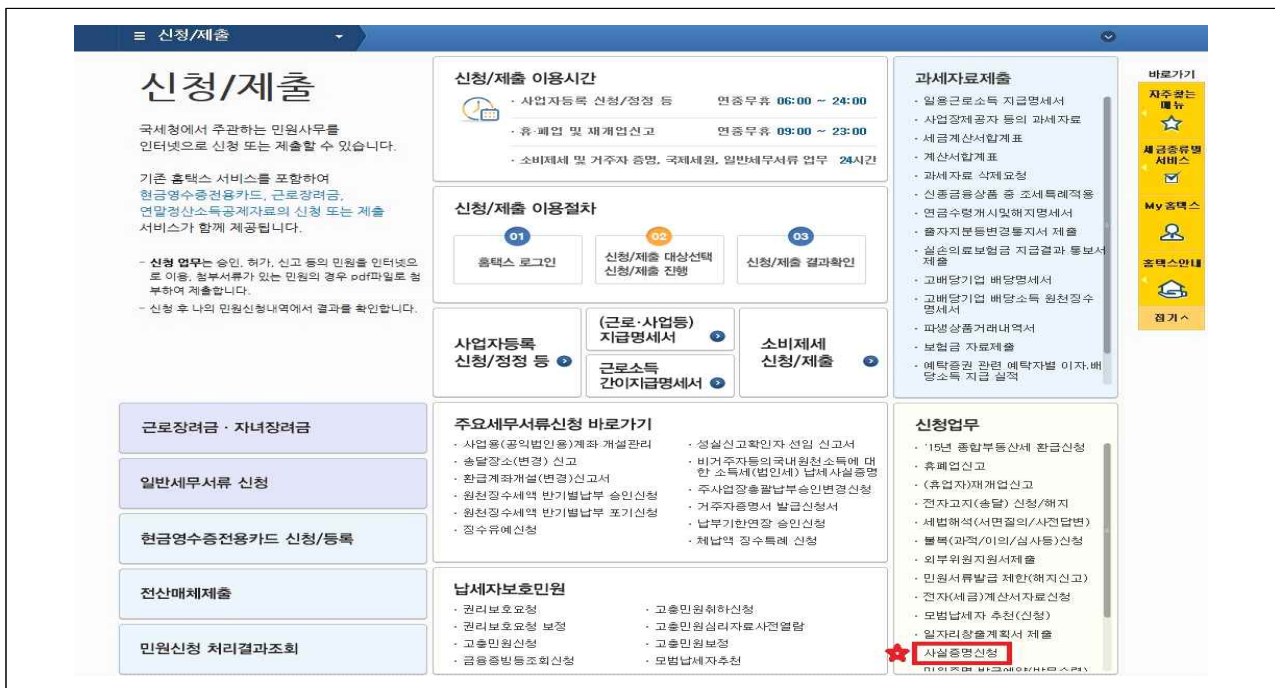 ≡ 신청/제출
신청/제출
국세청에서 주관하는 민원사무를
인터넷으로 신청 또는 제출할 수 있습니다.
기존 홈택스 서비스를 포함하여
현금영수증전용카드, 근로장려금,
연말정산소득공제자료의 신청 또는 제출
서비스가 함께 제공됩니다.
- 신청 업무는 승인, 허가, 신고 등의 민원을 인터넷으
로 이용, 첨부서류가 있는 민원의 경우 pdf파일로 첨
부하여 제출합니다.
- 신청 후 나의 민원신청내역에서 결과를 확인합니다.
근로장려금 · 자녀장려금
일반세무서류 신청
현금영수증전용카드 신청/등록
전산매체제출
민원신청 처리결과조회
신청/제출 이용시간
· 사업자등록 신청/정정 등 연중무휴 06:00 ~ 24:00
· 휴·폐업 및 재개업신고 연중무휴 09:00 ~ 23:00
· 소비제세 및 거주자 증명, 국제세원, 일반세무서류 업무 24시간
신청/제출 이용절차
01
홈택스 로그인
02
신청/제출 대상선택
신청/제출 진행
03
신청/제출 결과확인
사업자등록
신청/정정 등
(근로·사업등)
지급명세서
근로소득
간이지급명세서
소비제세
신청/제출
주요세무서류신청 바로가기
· 사업용(공익법인용)계좌 개설관리
· 송달장소(변경) 신고
· 환급계좌개설(변경)신고서
· 원천징수세액 반기별납부 승인신청
· 원천징수세액 반기별납부 포기신청
· 징수유예신청
· 성실신고확인자 선임 신고서
· 비거주자등의국내원천소득에 대
한 소득세(법인세) 납세사실증명
· 주사업장총괄납부승인변경신청
· 거주자증명서 발급신청서
· 납부기한연장 승인신청
· 체납액 징수특례 신청
납세자보호민원
· 권리보호요청
· 권리보호요청 보정
· 고충민원신청
· 금융증빙등조회신청
· 고충민원취하신청
· 고충민원심리자료사전열람
· 고충민원보정
· 모범납세자추천
과세자료제출
· 일용근로소득 지급명세서
· 사업장제공자 등의 과세자료
· 세금계산서합계표
· 계산서합계표
· 과세자료 삭제요청
· 신종금융상품 중 조세특례적용
· 연금수령개시및해지명세서
· 출자지분등변경통지서 제출
· 실손의료보험금 지급결과 통보서
제출
· 고배당기업 배당명세서
· 고배당기업 배당소득 원천징수
명세서
· 파생상품거래내역서
· 보험금 자료제출
· 예탁증권 관련 예탁자별 이자.배
당소득 지급 실적
신청업무
· '15년 종합부동산세 환급신청
· 휴폐업신고
· (휴업자)재개업신고
· 전자고지(송달) 신청/해지
· 세법해석(서면질의/사전답변)
· 불복(과적/이의/심사등)신청
· 외부위원지원서제출
· 민원서류발급 제한(해지신고)
· 전자(세금)계산서자료신청
· 모범납세자 추천(신청)
· 일자리창출계획서 제출
· 사실증명신청
바로가기
자주찾는
메뉴
세금종류별
서비스
My홈택스
홈택스안내
접기 ^